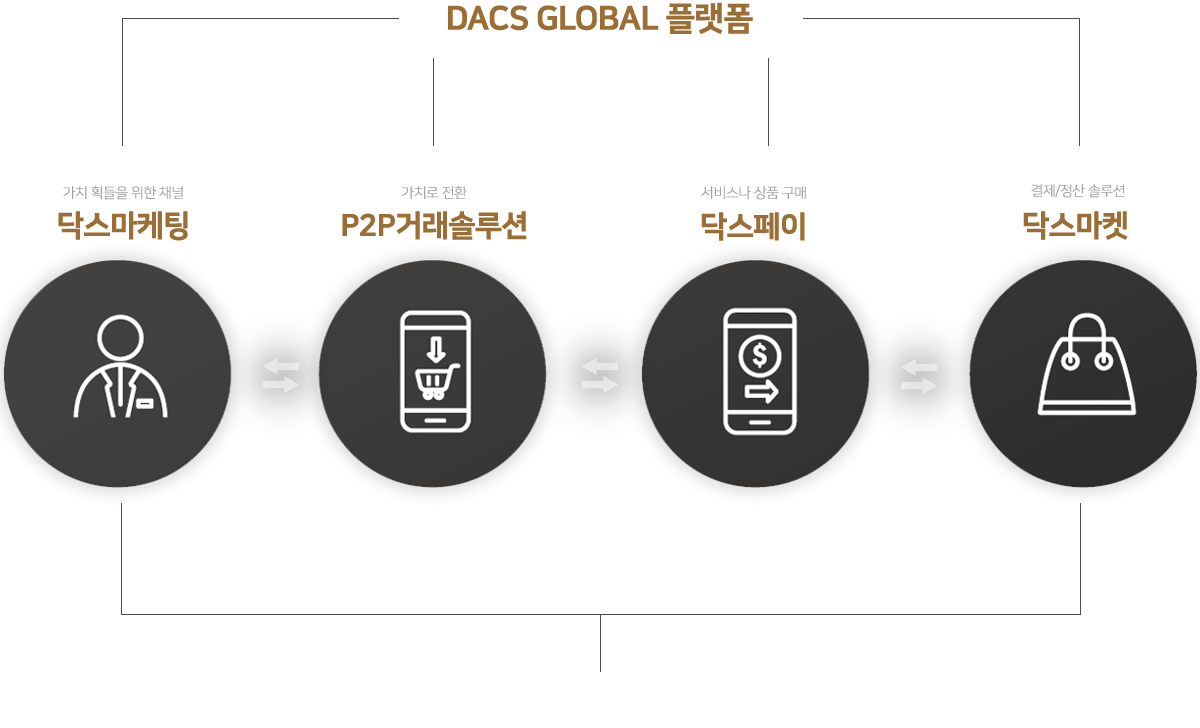 DACS GLOBAL 플랫폼
가치 획들을 위한 채널
닥스마케팅
가치로 전환
P2P거래솔루션
서비스나 상품 구매
닥스페이
결제/정산 솔루션
닥스마켓
$